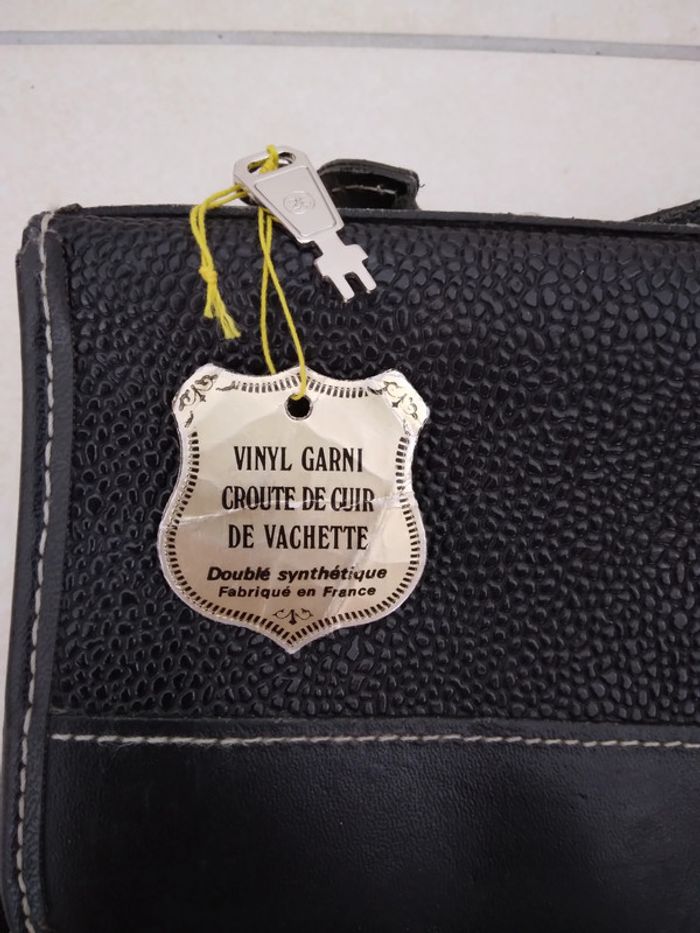 VINYL GARNI
CROUTE DE CUIR
DE VACHETTE
Doublé synthétique
Fabriqué en France